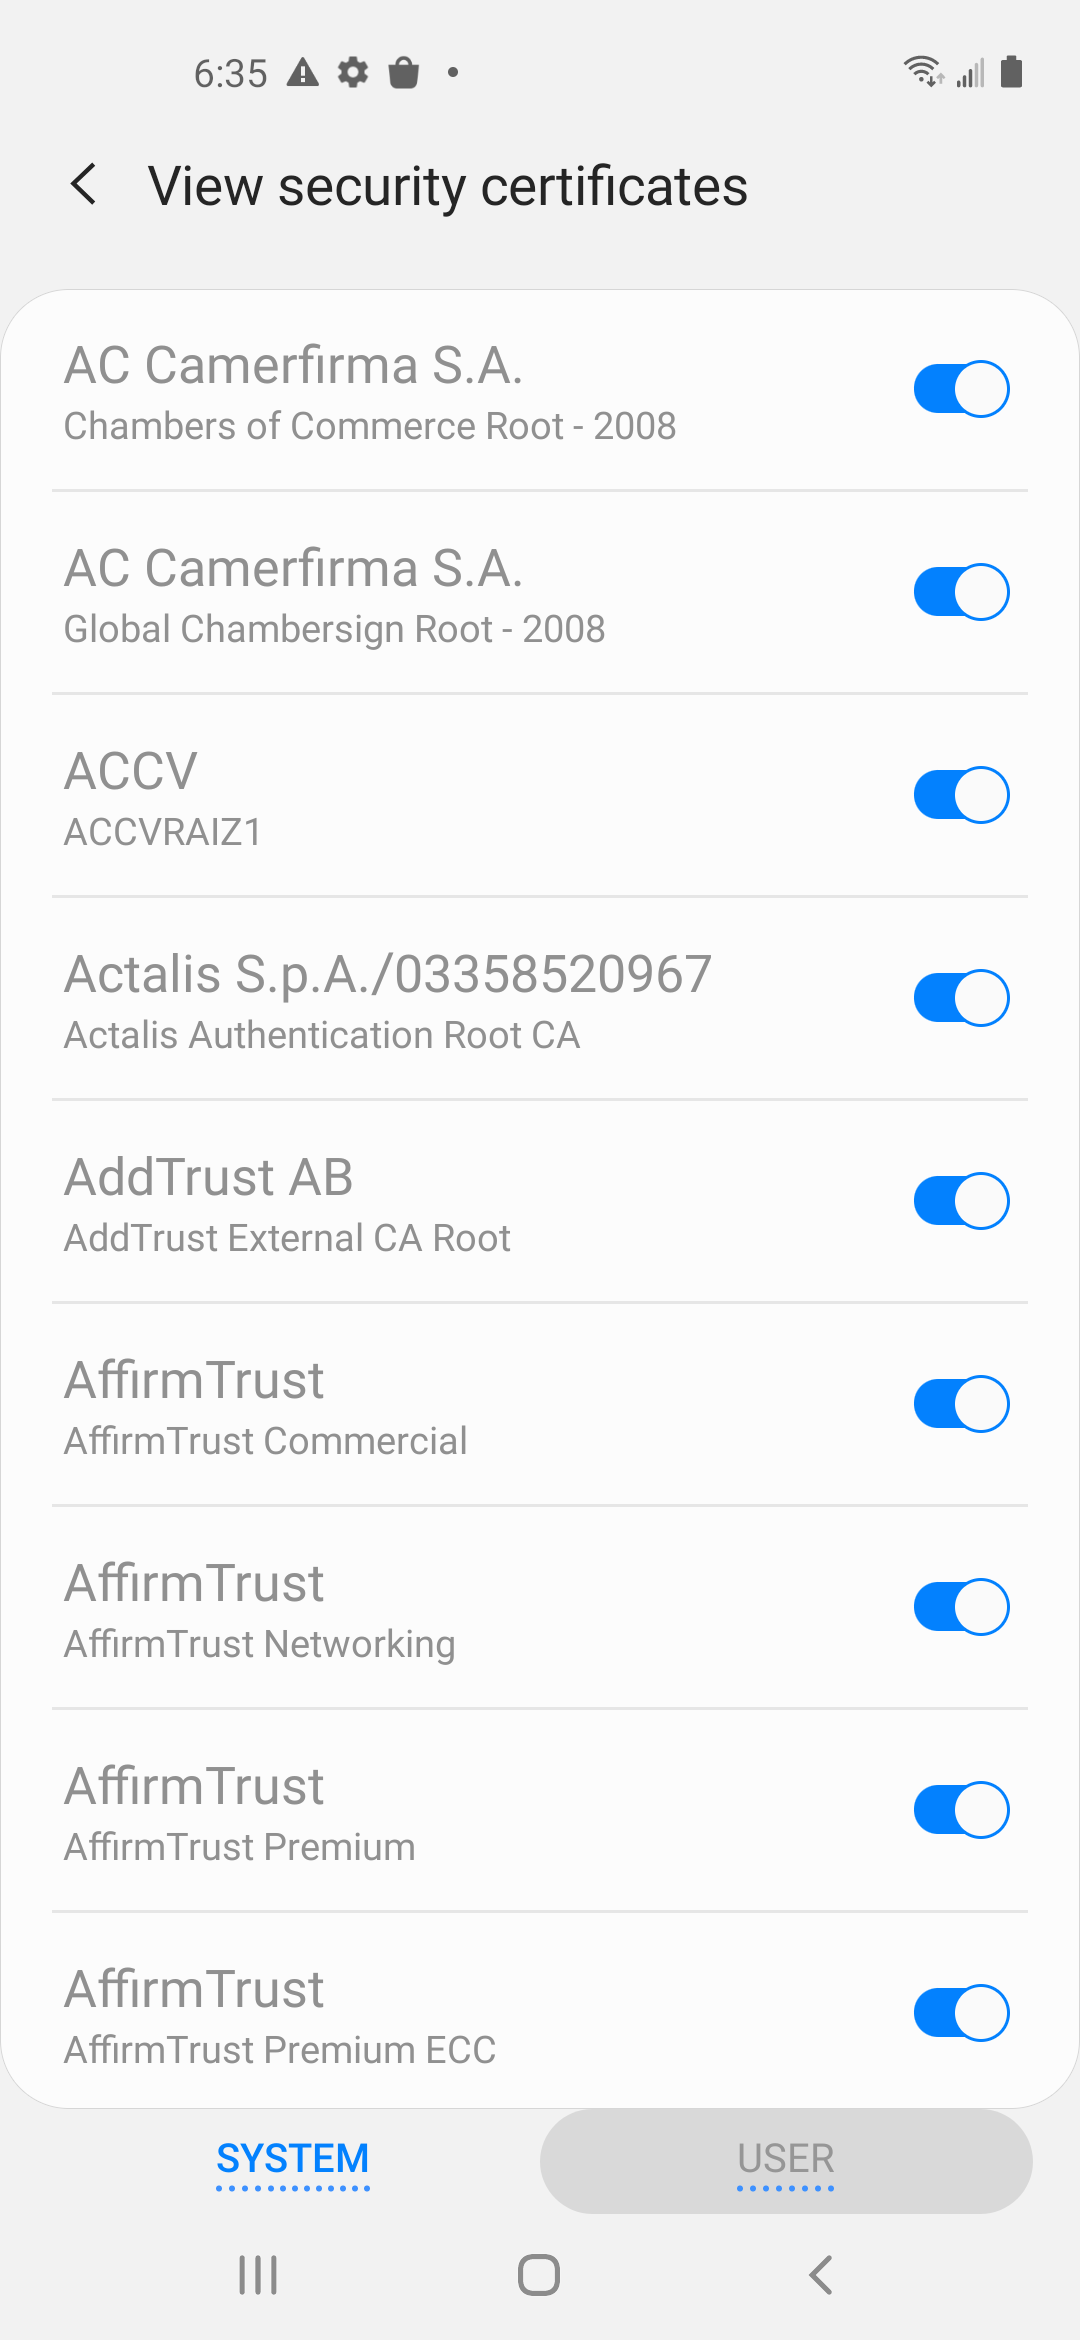 6:35
View security certificates
AC Camerfirma S.A.
Chambers of Commerce Root - 2008
AC Camerfirma S.A.
Global Chambersign Root - 2008
ACCV
ACCVRAIZ1
Actalis S.p.A./03358520967
Actalis Authentication Root CA
AddTrust AB
AddTrust External CA Root
AffirmTrust
AffirmTrust Commercial
AffirmTrust
AffirmTrust Networking
AffirmTrust
AffirmTrust Premium
AffirmTrust
AffirmTrust Premium ECC
SYSTEM
USER